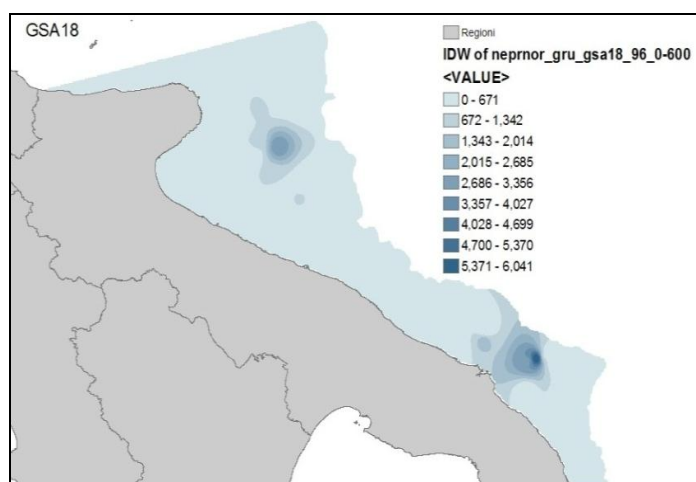 GSA18
Regioni
IDW of neprnor_gru_gsa18_96_0-600
<VALUE>
0 - 671
672 - 1,342
1,343 - 2,014
2,015 - 2,685
2,686 - 3,356
3,357 - 4,027
4,028 - 4,699
4,700 - 5,370
5,371 - 6,041